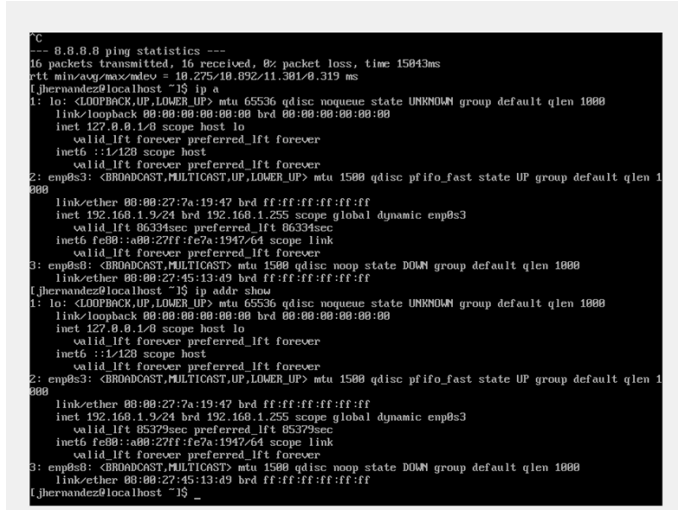 ^C
--- 8.8.8.8 ping statistics ---
16 packets transmitted, 16 received, 0% packet loss, time 15043ms
rtt min/avg/max/mdev = 10.275/10.892/11.301/0.319 ms
[jhernandez@localhost ~]$ ip a
1: lo: <LOOPBACK,UP,LOWER_UP> mtu 65536 qdisc noqueue state UNKNOWN group default qlen 1000
    link/loopback 00:00:00:00:00:00 brd 00:00:00:00:00:00
    inet 127.0.0.1/8 scope host lo
       valid_lft forever preferred_lft forever
    inet6 ::1/128 scope host
       valid_lft forever preferred_lft forever
2: enp0s3: <BROADCAST,MULTICAST,UP,LOWER_UP> mtu 1500 qdisc pfifo_fast state UP group default qlen 1
000
    link/ether 08:00:27:7a:19:47 brd ff:ff:ff:ff:ff:ff
    inet 192.168.1.9/24 brd 192.168.1.255 scope global dynamic enp0s3
       valid_lft 86334sec preferred_lft 86334sec
    inet6 fe80::a00:27ff:fe7a:1947/64 scope link
       valid_lft forever preferred_lft forever
3: enp0s8: <BROADCAST,MULTICAST> mtu 1500 qdisc noop state DOWN group default qlen 1000
    link/ether 08:00:27:45:13:d9 brd ff:ff:ff:ff:ff:ff
[jhernandez@localhost ~]$ ip addr show
1: lo: <LOOPBACK,UP,LOWER_UP> mtu 65536 qdisc noqueue state UNKNOWN group default qlen 1000
    link/loopback 00:00:00:00:00:00 brd 00:00:00:00:00:00
    inet 127.0.0.1/8 scope host lo
       valid_lft forever preferred_lft forever
    inet6 ::1/128 scope host
       valid_lft forever preferred_lft forever
2: enp0s3: <BROADCAST,MULTICAST,UP,LOWER_UP> mtu 1500 qdisc pfifo_fast state UP group default qlen 1
000
    link/ether 08:00:27:7a:19:47 brd ff:ff:ff:ff:ff:ff
    inet 192.168.1.9/24 brd 192.168.1.255 scope global dynamic enp0s3
       valid_lft 85379sec preferred_lft 85379sec
    inet6 fe80::a00:27ff:fe7a:1947/64 scope link
       valid_lft forever preferred_lft forever
3: enp0s8: <BROADCAST,MULTICAST> mtu 1500 qdisc noop state DOWN group default qlen 1000
    link/ether 08:00:27:45:13:d9 brd ff:ff:ff:ff:ff:ff
[jhernandez@localhost ~]$ _